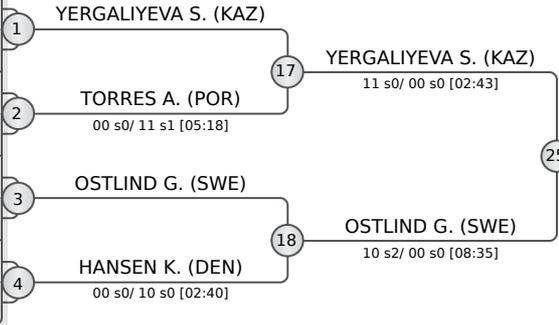 YERGALIYEVA S. (KAZ)
1
17
YERGALIYEVA S. (KAZ)
11 s0/ 00 s0 [02:43]
TORRES A. (POR)
2
00 s0/ 11 s1 [05:18]
25
OSTLIND G. (SWE)
3
18
OSTLIND G. (SWE)
10 s2/ 00 s0 [08:35]
HANSEN K. (DEN)
4
00 s0/ 10 s0 [02:40]